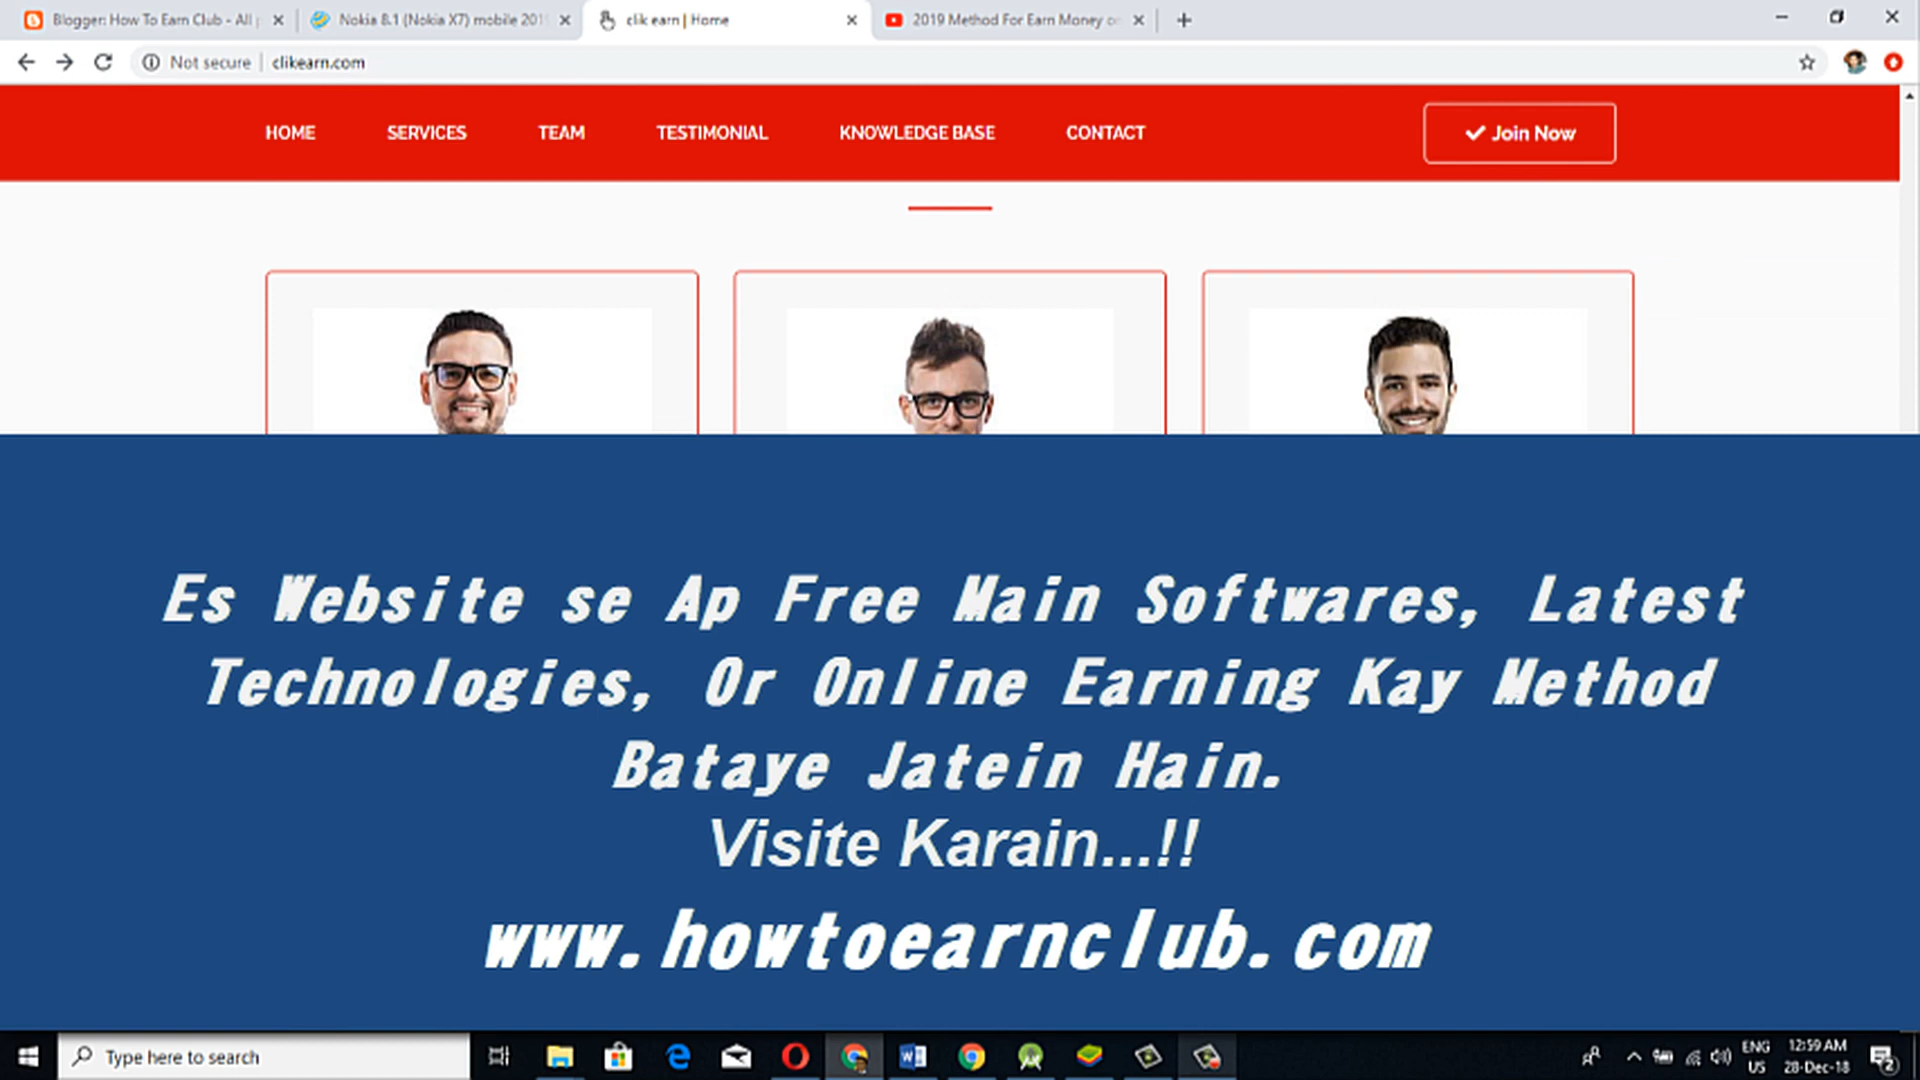 Blogger: How To Earn Club - All
Nokia 8.1 (Nokia X7) mobile 201
clik earn | Home
2019 Method For Earn Money o
Not secure | clikearn.com
HOME
SERVICES
TEAM
TESTIMONIAL
KNOWLEDGE BASE
CONTACT
Join Now
Es Website se Ap Free Main Softwares, Latest
Technologies, Or Online Earning Kay Method
Bataye Jatein Hain.
Visite Karain...!!
www.howtoearnclub.com
Type here to search
ENG
US
12:59 AM
28-Dec-18
2